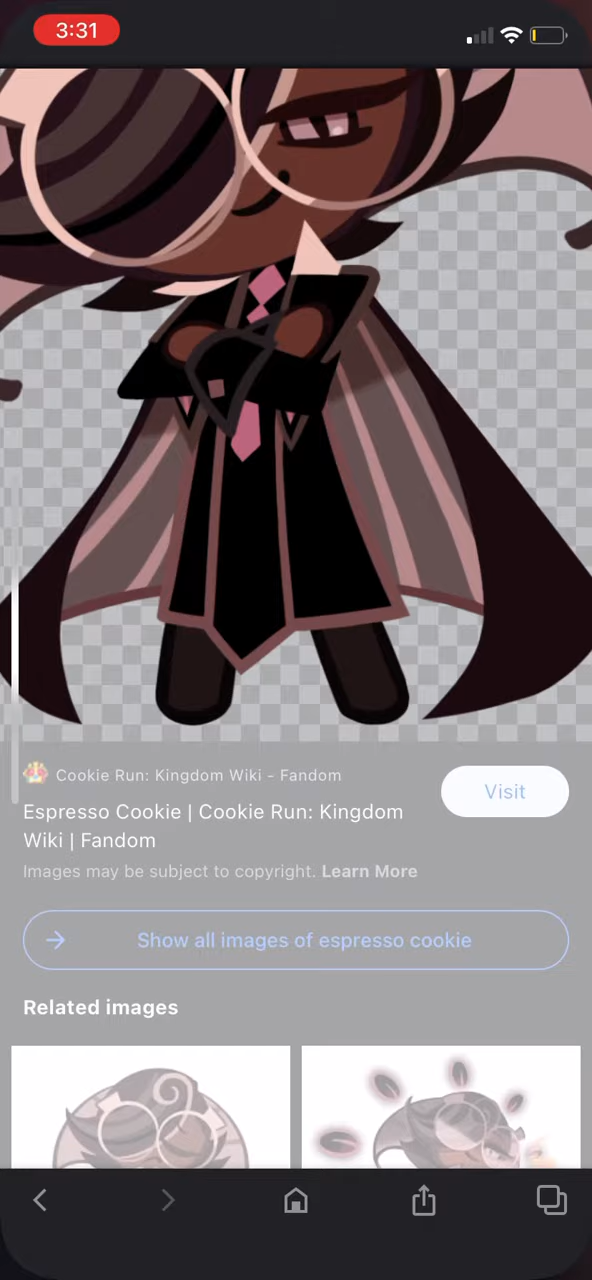 3:31
Cookie Run: Kingdom Wiki - Fandom
Visit
Espresso Cookie | Cookie Run: Kingdom
Wiki | Fandom
Images may be subject to copyright. Learn More
Show all images of espresso cookie
Related images